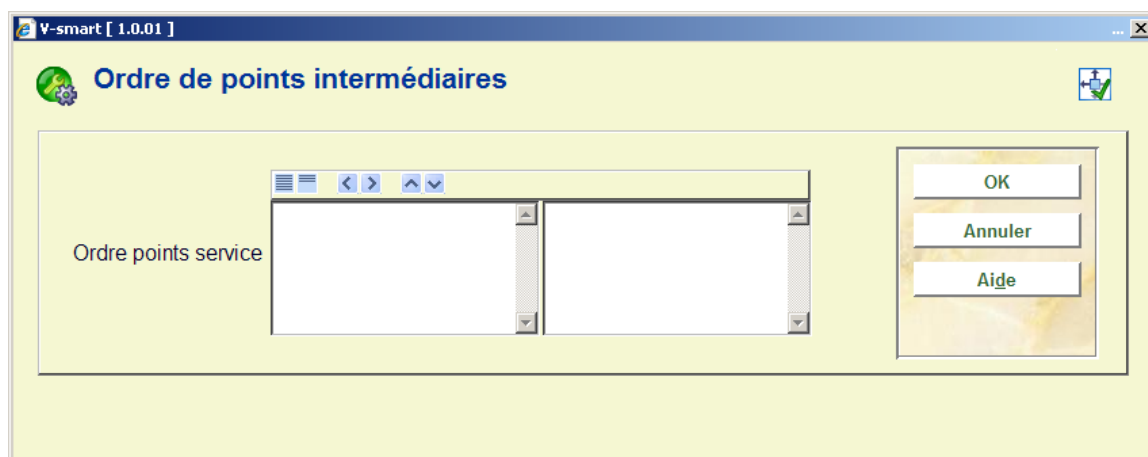 V-smart [ 1.0.01 ]
...
Ordre de points intermédiaires
Ordre points service
OK
Annuler
Aide